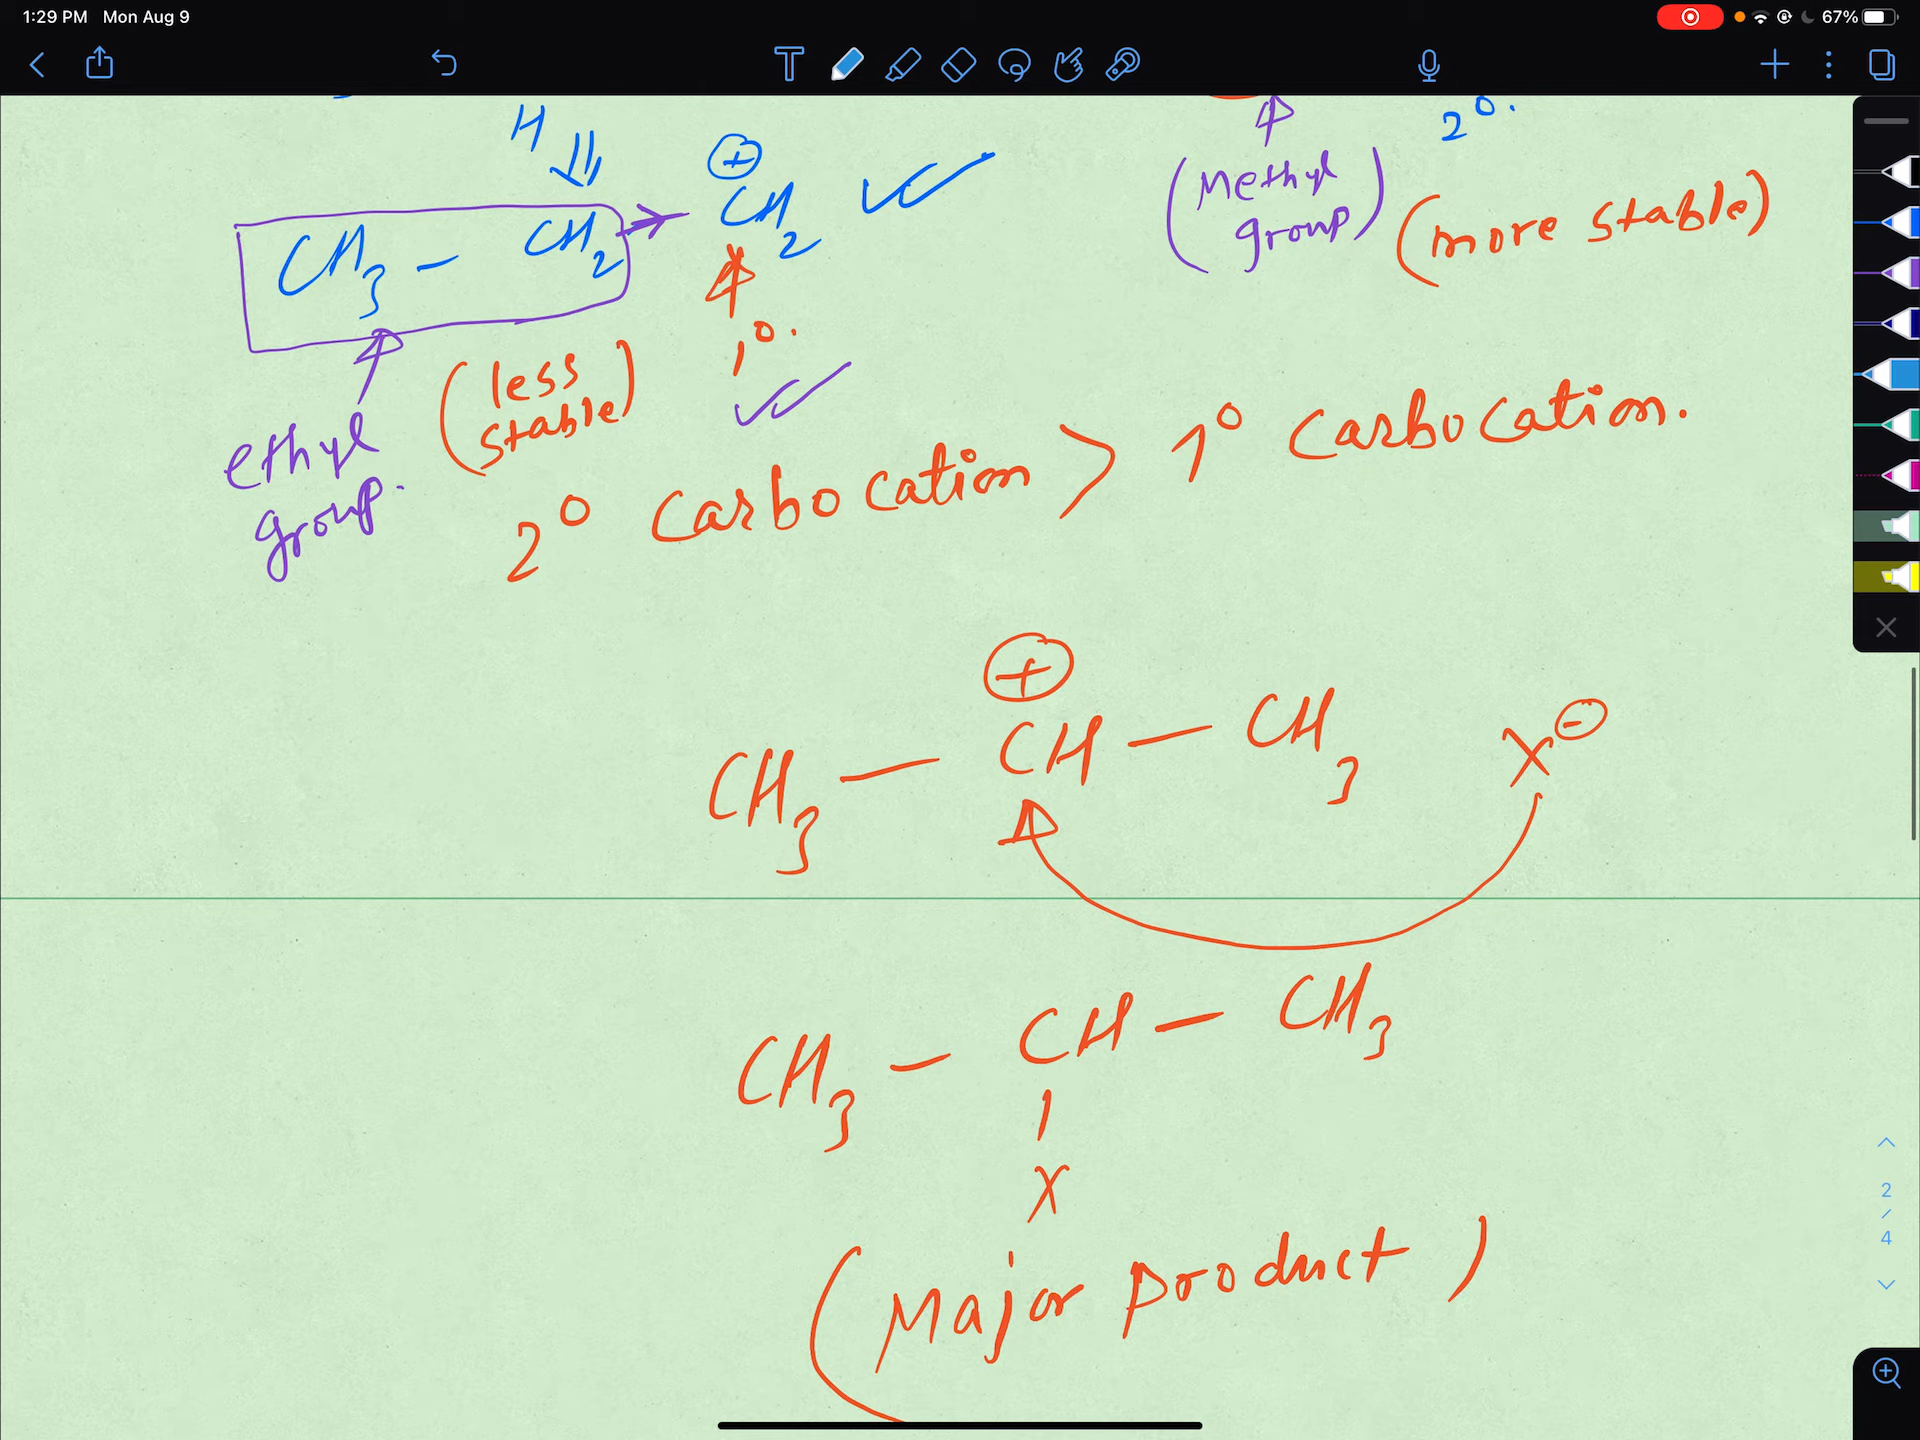 1:29 PM Mon Aug 9
67%
H
2°.
⊕
CH₃ – CH₂ → CH₂
(Methyl group)
(more stable)
1°.
(less stable)
ethyl group.
2° carbocation > 1° carbocation.
⊕
CH₃ — CH — CH₃ X⊖
CH₃ – CH – CH₃
X
(Major product)
2
/
4